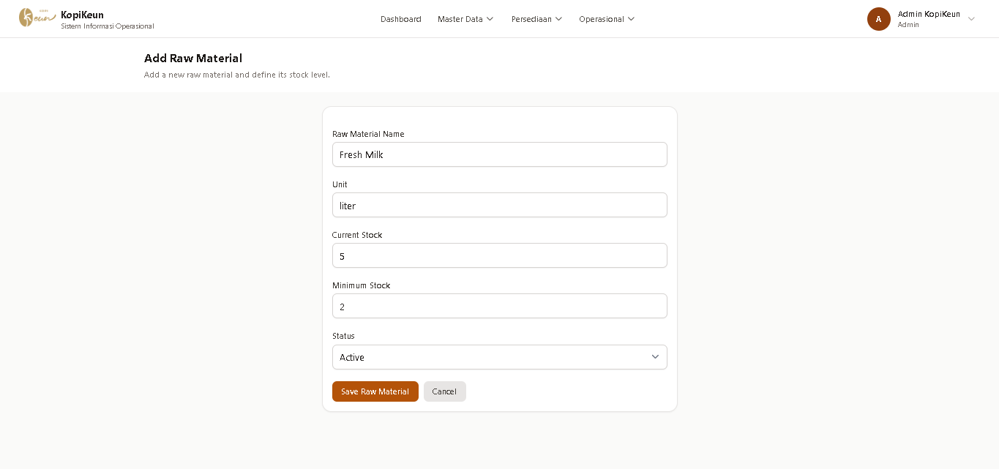 Keun
KopiKeun
Sistem Informasi Operasional
Dashboard
Master Data
Persediaan
Operasional
A
Admin KopiKeun
Admin
Add Raw Material
Add a new raw material and define its stock level.
Raw Material Name
Fresh Milk
Unit
liter
Current Stock
5
Minimum Stock
2
Status
Active
Save Raw Material
Cancel